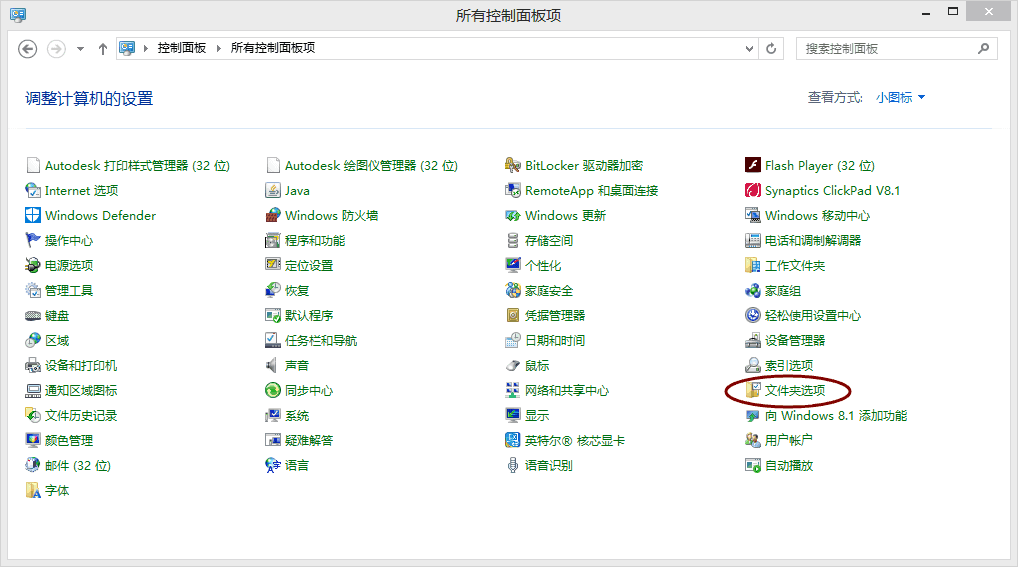 所有控制面板项
控制面板 所有控制面板项
搜索控制面板
调整计算机的设置
查看方式: 小图标
Autodesk 打印样式管理器 (32 位) Autodesk 绘图仪管理器 (32 位) BitLocker 驱动器加密 Flash Player (32 位)
Internet 选项 Java RemoteApp 和桌面连接 Synaptics ClickPad V8.1
Windows Defender Windows 防火墙 Windows 更新 Windows 移动中心
操作中心 程序和功能 存储空间 电话和调制解调器
电源选项 定位设置 个性化 工作文件夹
管理工具 恢复 家庭安全 家庭组
键盘 默认程序 凭据管理器 轻松使用设置中心
区域 任务栏和导航 日期和时间 设备管理器
设备和打印机 声音 鼠标 索引选项
通知区域图标 同步中心 网络和共享中心 文件夹选项
文件历史记录 系统 显示 向 Windows 8.1 添加功能
颜色管理 疑难解答 英特尔® 核芯显卡 用户帐户
邮件 (32 位) 语言 语音识别 自动播放
字体